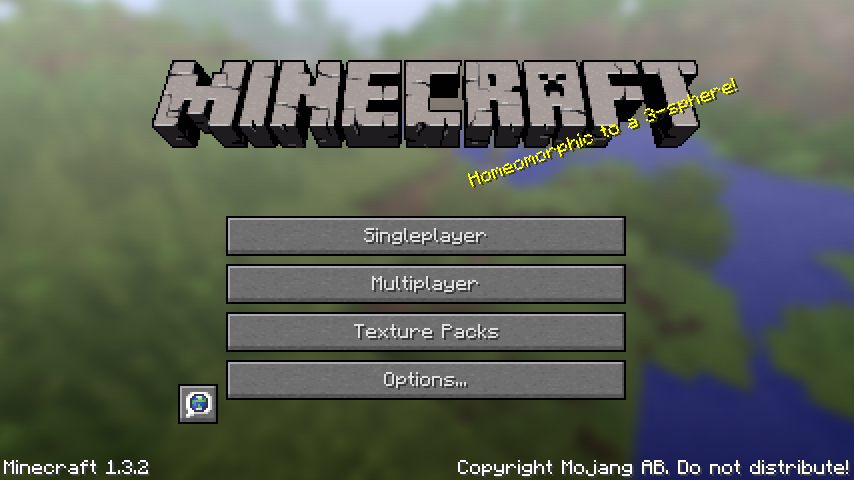 MINECRAFT
Homeomorphic to a 3-sphere!
Singleplayer
Multiplayer
Texture Packs
Options...
Minecraft 1.3.2
Copyright Mojang AB. Do not distribute!